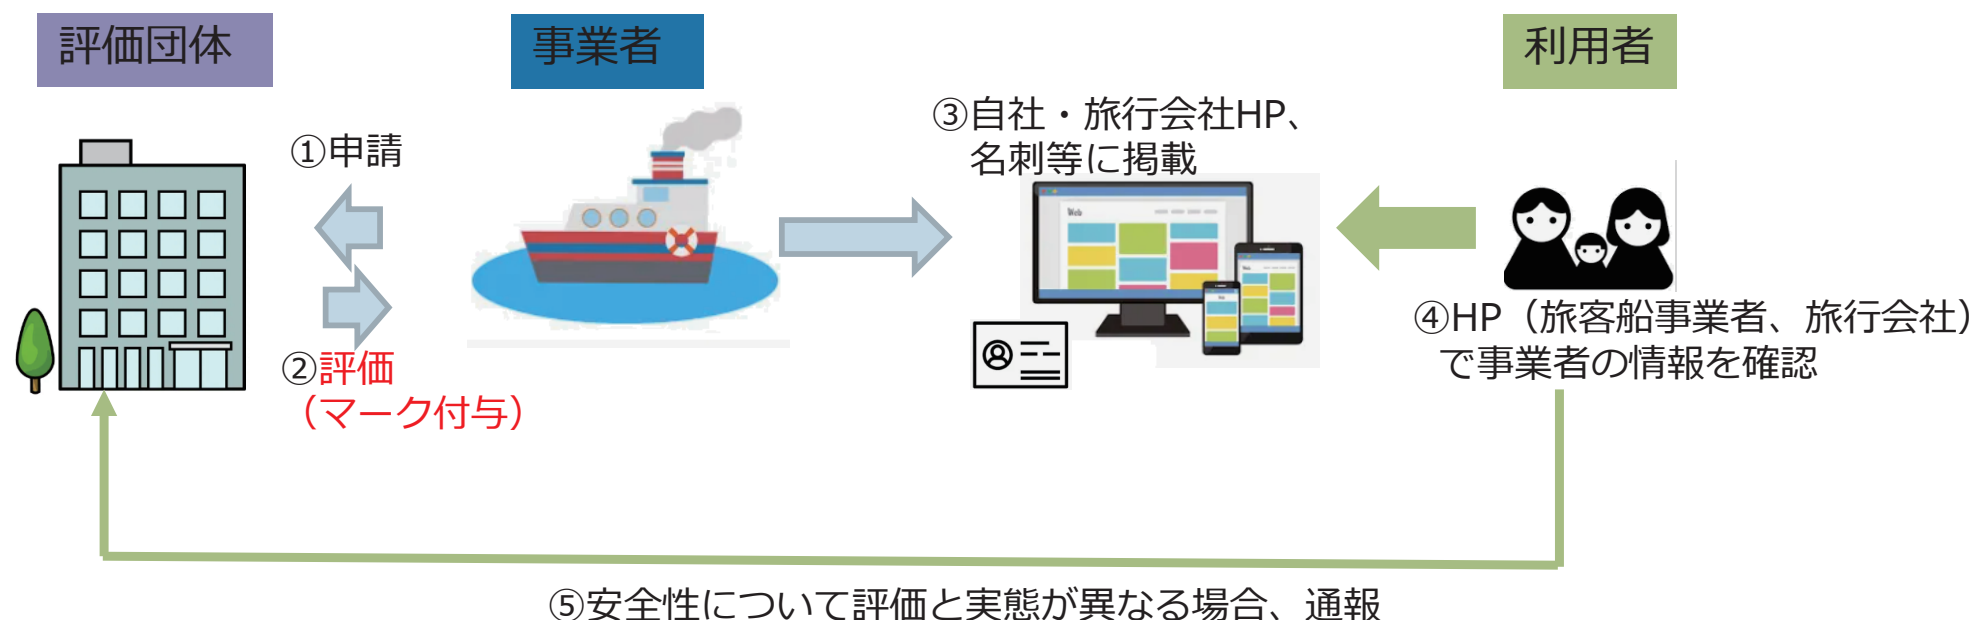 評価団体
事業者
利用者
①申請
②評価
（マーク付与）
③自社・旅行会社HP、
名刺等に掲載
Web
④HP（旅客船事業者、旅行会社）
で事業者の情報を確認
⑤安全性について評価と実態が異なる場合、通報